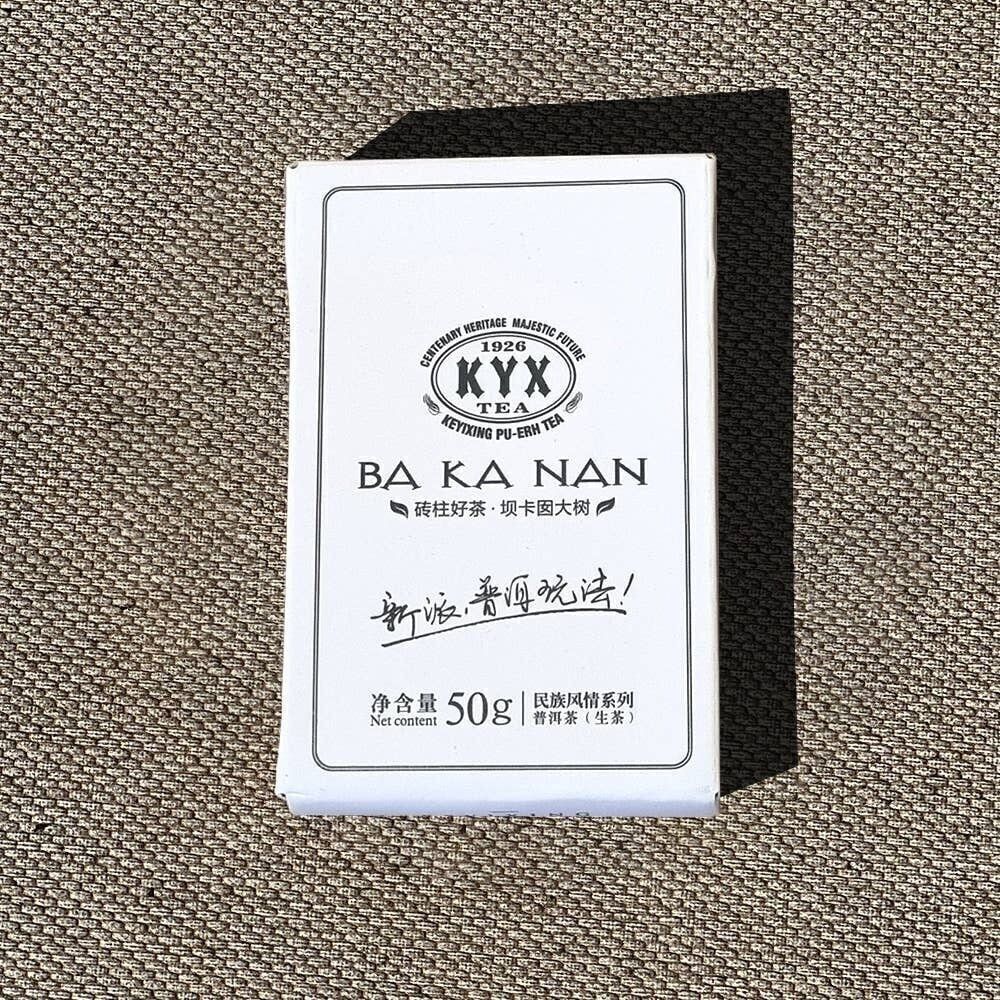 CENTENARY HERITAGE MAJESTIC FUTURE
1926
KYX
TEA
KEYIXING PU-ERH TEA
BA KA NAN
砖柱好茶·坝卡囡大树
新派,普洱玩法!
净含量 50g 民族风情系列
Net content 普洱茶(生茶)